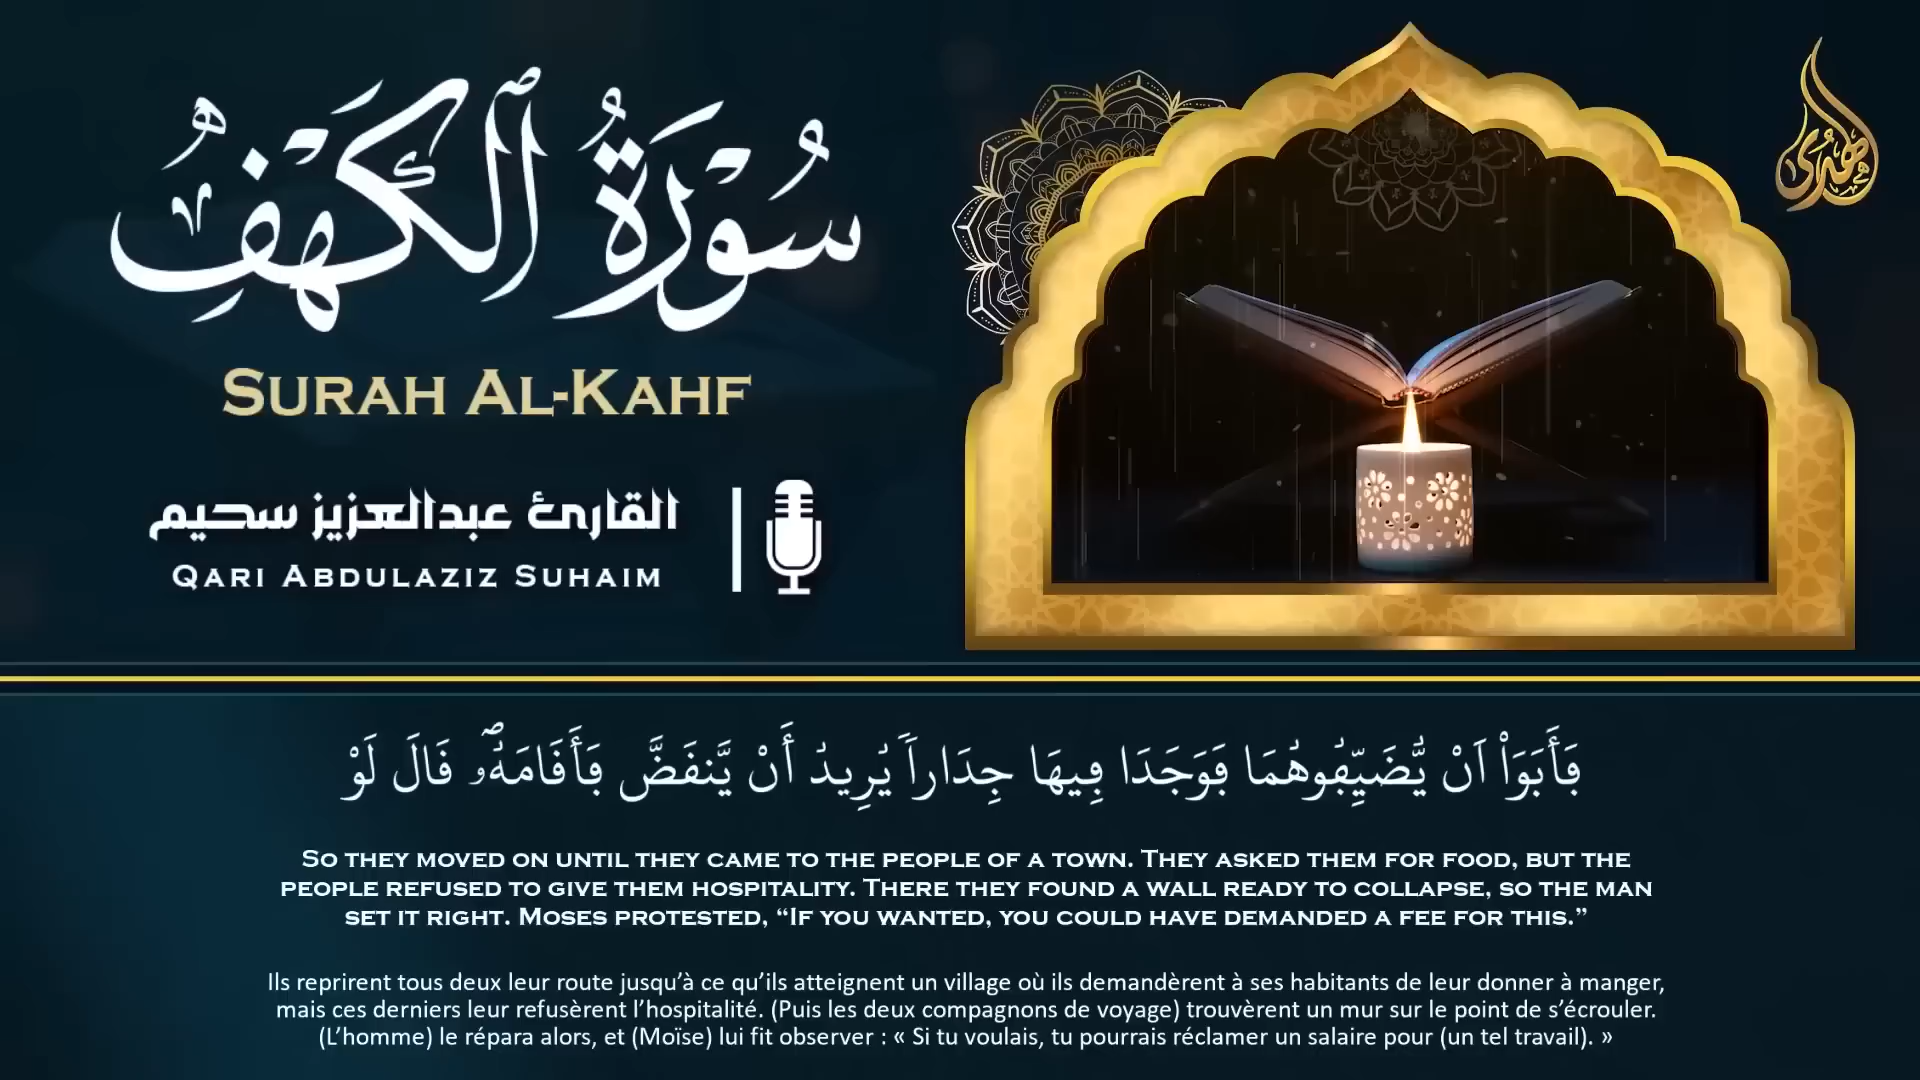 سُورَةُ ٱلْكَهْفِ
SURAH AL-KAHF
القارئ عبدالعزيز سحيم
QARI ABDULAZIZ SUHAIM
الهدى
فَأَبَوَاْ اَنْ يُّضَيِّفُوهُمَا فَوَجَدَا فِيهَا جِدَاراٗ يُرِيدُ أَنْ يَّنفَضَّ فَأَقَامَهُۥۖ قَالَ لَوْ
SO THEY MOVED ON UNTIL THEY CAME TO THE PEOPLE OF A TOWN. THEY ASKED THEM FOR FOOD, BUT THE
PEOPLE REFUSED TO GIVE THEM HOSPITALITY. THERE THEY FOUND A WALL READY TO COLLAPSE, SO THE MAN
SET IT RIGHT. MOSES PROTESTED, “IF YOU WANTED, YOU COULD HAVE DEMANDED A FEE FOR THIS.”
Ils reprirent tous deux leur route jusqu’à ce qu’ils atteignent un village où ils demandèrent à ses habitants de leur donner à manger,
mais ces derniers leur refusèrent l’hospitalité. (Puis les deux compagnons de voyage) trouvèrent un mur sur le point de s’écrouler.
(L’homme) le répara alors, et (Moïse) lui fit observer : « Si tu voulais, tu pourrais réclamer un salaire pour (un tel travail). »